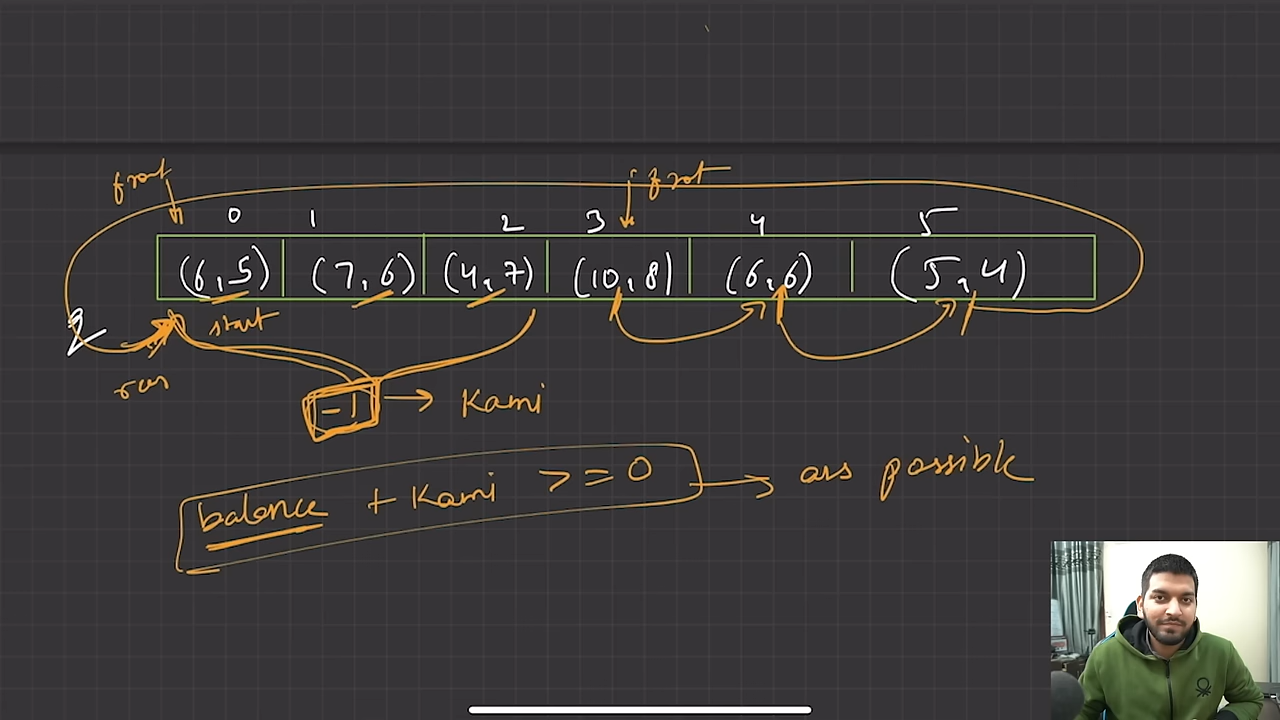 front
front
0 1 2 3 4 5
(6,5) (7,6) (4,7) (10,8) (6,6) (5,4)
start
-1 → Kami
balance + Kami >= 0 → ans possible